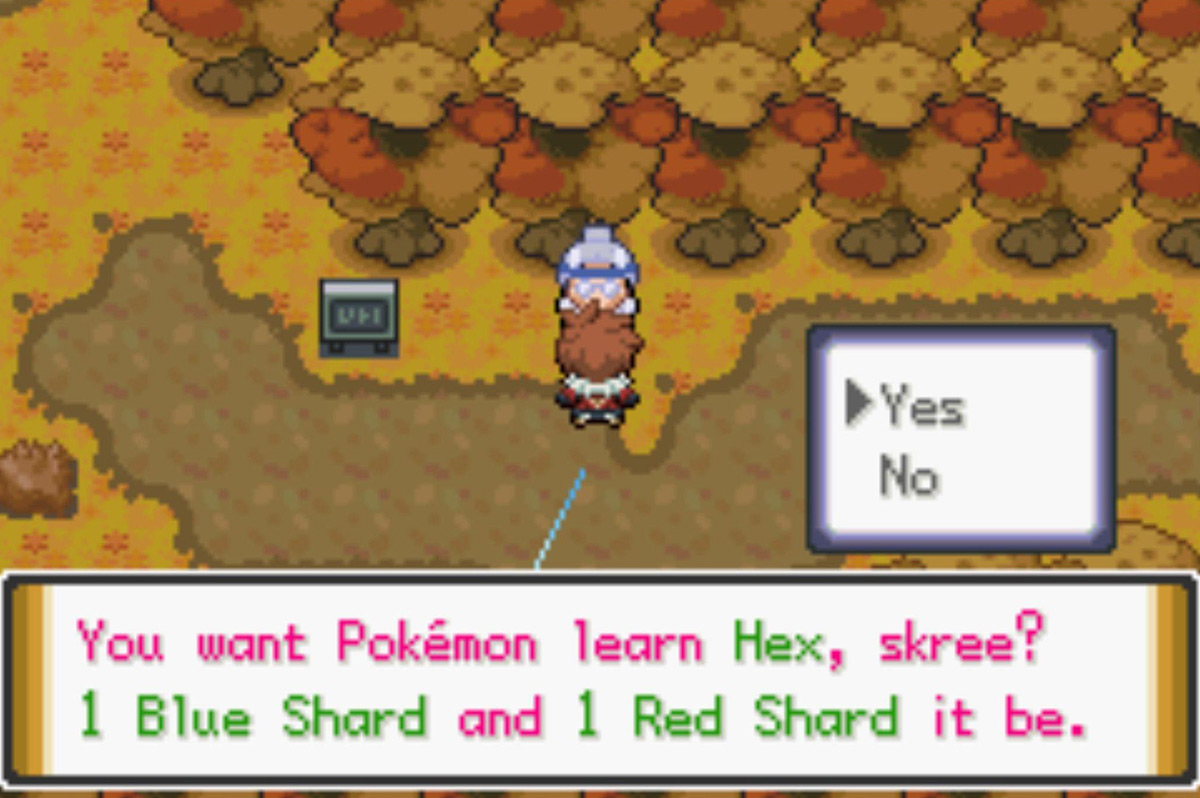 Yes
No
You want Pokémon learn Hex, skree?
1 Blue Shard and 1 Red Shard it be.